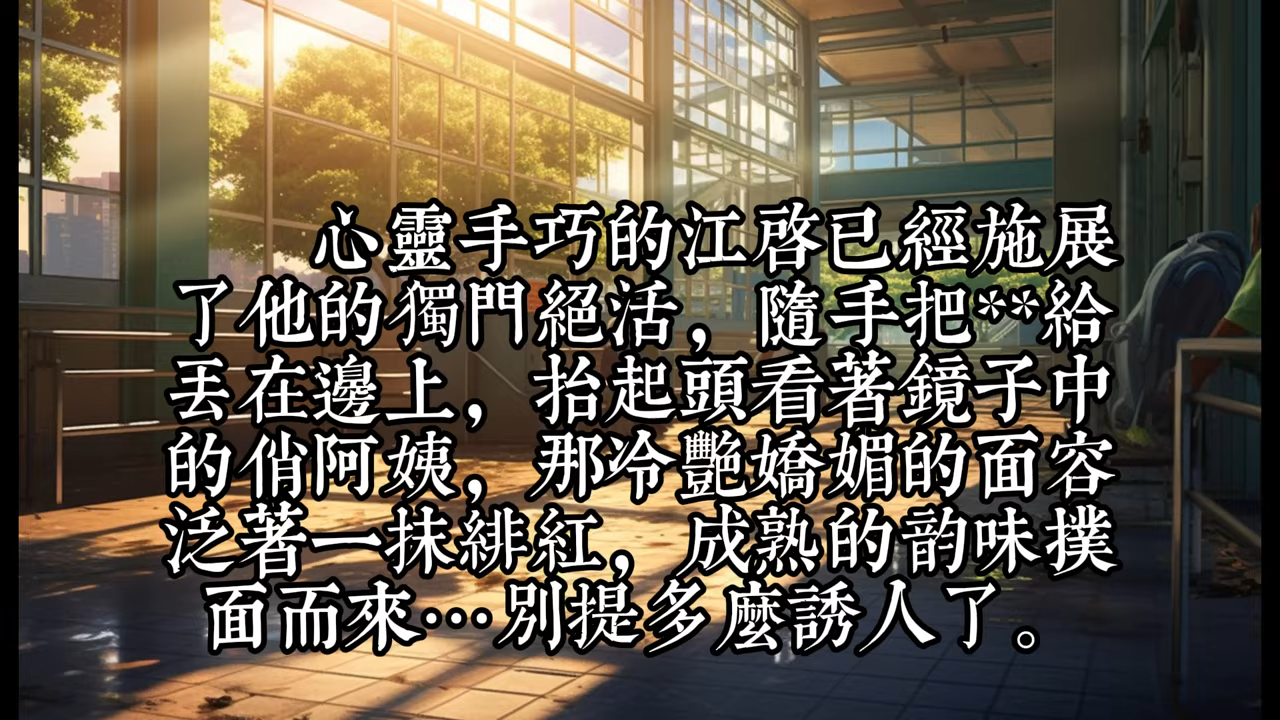 心靈手巧的江啓已經施展
了他的獨門絕活，隨手把**給
丟在邊上，抬起頭看著鏡子中
的俏阿姨，那冷艷嬌媚的面容
泛著一抹緋紅，成熟的韵味撲
面而來…別提多麼誘人了。